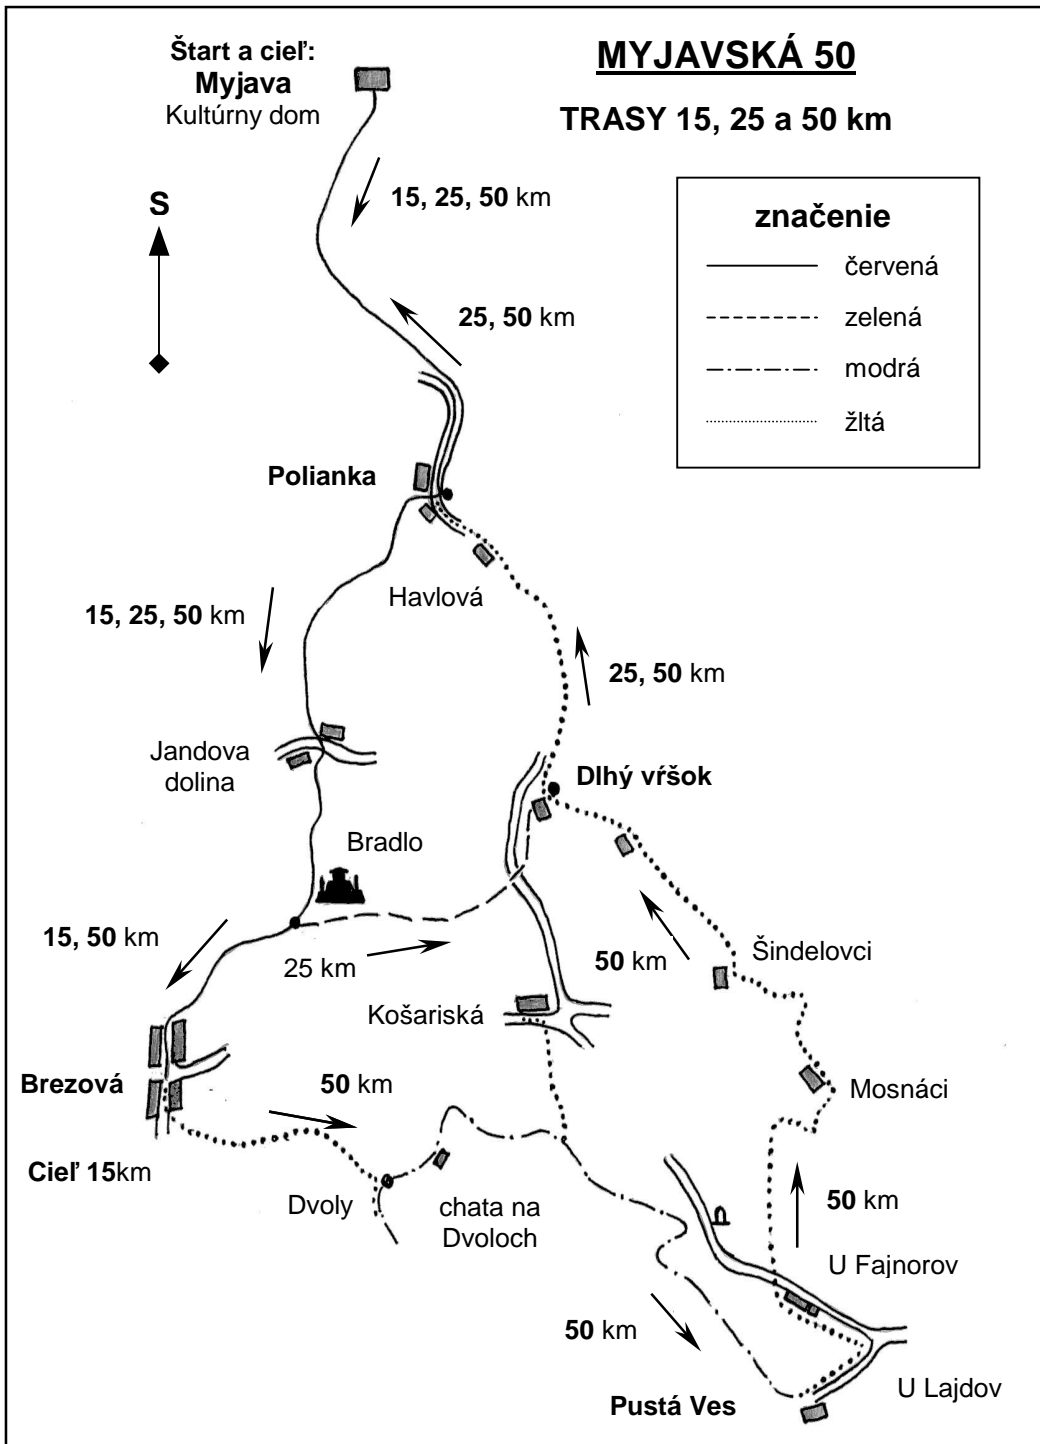 Štart a cieľ:
Myjava
Kultúrny dom
MYJAVSKÁ 50
TRASY 15, 25 a 50 km
S
15, 25, 50 km
značenie
červená
zelená
modrá
žltá
25, 50 km
Polianka
Havlová
15, 25, 50 km
25, 50 km
Jandova
dolina
Dlhý vŕšok
Bradlo
15, 50 km
25 km
50 km
Šindelovci
Košariská
Brezová
50 km
Mosnáci
Cieľ 15km
Dvoly
chata na
Dvoloch
50 km
U Fajnorov
50 km
U Lajdov
Pustá Ves